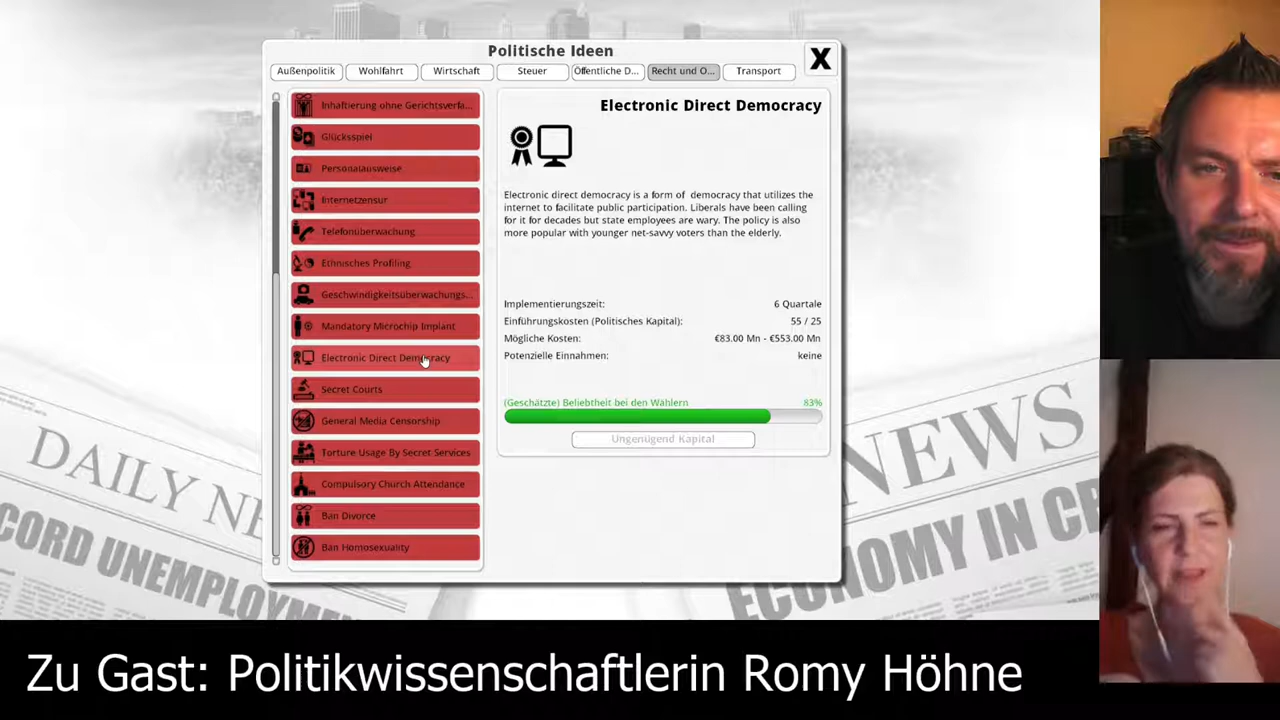 Politische Ideen
X
Außenpolitik
Wohlfahrt
Wirtschaft
Steuer
Öffentliche D...
Recht und O...
Transport
Inhaftierung ohne Gerichtsverfa...
Glücksspiel
Personalausweise
Internetzensur
Telefonüberwachung
Ethnisches Profiling
Geschwindigkeitsüberwachungs...
Mandatory Microchip Implant
Electronic Direct Democracy
Secret Courts
General Media Censorship
Torture Usage By Secret Services
Compulsory Church Attendance
Ban Divorce
Ban Homosexuality
Electronic Direct Democracy
Electronic direct democracy is a form of democracy that utilizes the
internet to facilitate public participation. Liberals have been calling
for it for decades but state employees are wary. The policy is also
more popular with younger net-savvy voters than the elderly.
Implementierungszeit: 6 Quartale
Einführungskosten (Politisches Kapital): 55 / 25
Mögliche Kosten: €83.00 Mn - €553.00 Mn
Potenzielle Einnahmen: keine
(Geschätzte) Beliebtheit bei den Wählern 83%
Ungenügend Kapital
DAILY NE
CORD UNEMPLOYME
NEWS
ECONOMY IN CR
Zu Gast: Politikwissenschaftlerin Romy Höhne